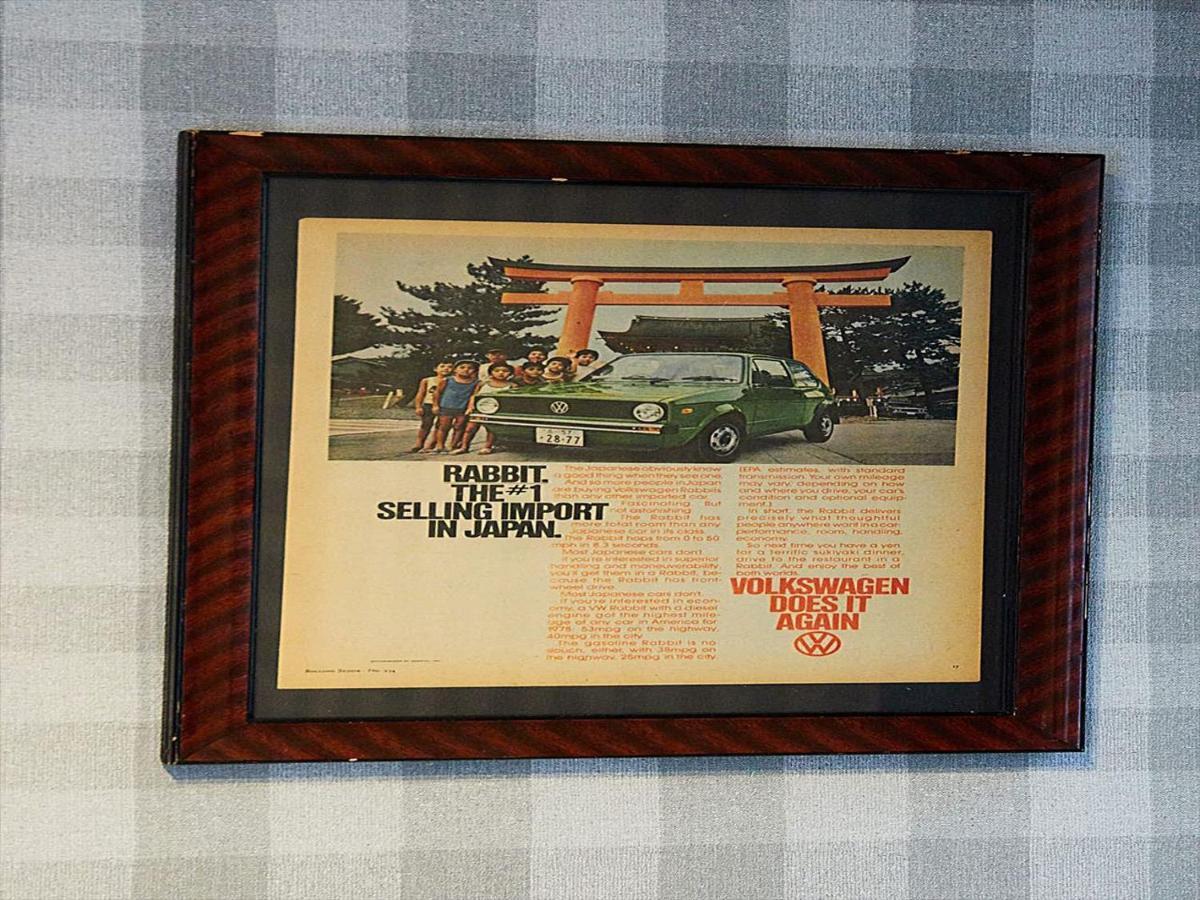 28-77
RABBIT.
THE #1
SELLING IMPORT
IN JAPAN.
The Japanese obviously know
a good thing when they see one.
And so more people in Japan
are buying Volkswagen Rabbits
than any other imported car.
Fascinating. But
not astonishing.
The Rabbit has
more total room than any
Japanese car in its class.
The Rabbit hops from 0 to 50
mph in 8.3 seconds.
Most Japanese cars don't.
If you're interested in superior
handling and maneuverability,
you'll get them in a Rabbit, be-
cause the Rabbit has front-
wheel drive.
Most Japanese cars don't.
If you're interested in econ-
omy, a VW Rabbit with a diesel
engine got the highest mile-
age of any car in America for
1978: 53mpg on the highway,
40mpg in the city.
The gasoline Rabbit is no
slouch, either, with 38mpg on
the highway, 25mpg in the city.
(EPA estimates, with standard
transmission. Your own mileage
may vary, depending on how
and where you drive, your car's
condition and optional equip-
ment.)
In short, the Rabbit delivers
precisely what thoughtful
people anywhere want in a car:
performance, room, handling,
economy.
So next time you have a yen
for a terrific sukiyaki dinner,
drive to the restaurant in a
Rabbit. And enjoy the best of
both worlds.
VOLKSWAGEN
DOES IT
AGAIN